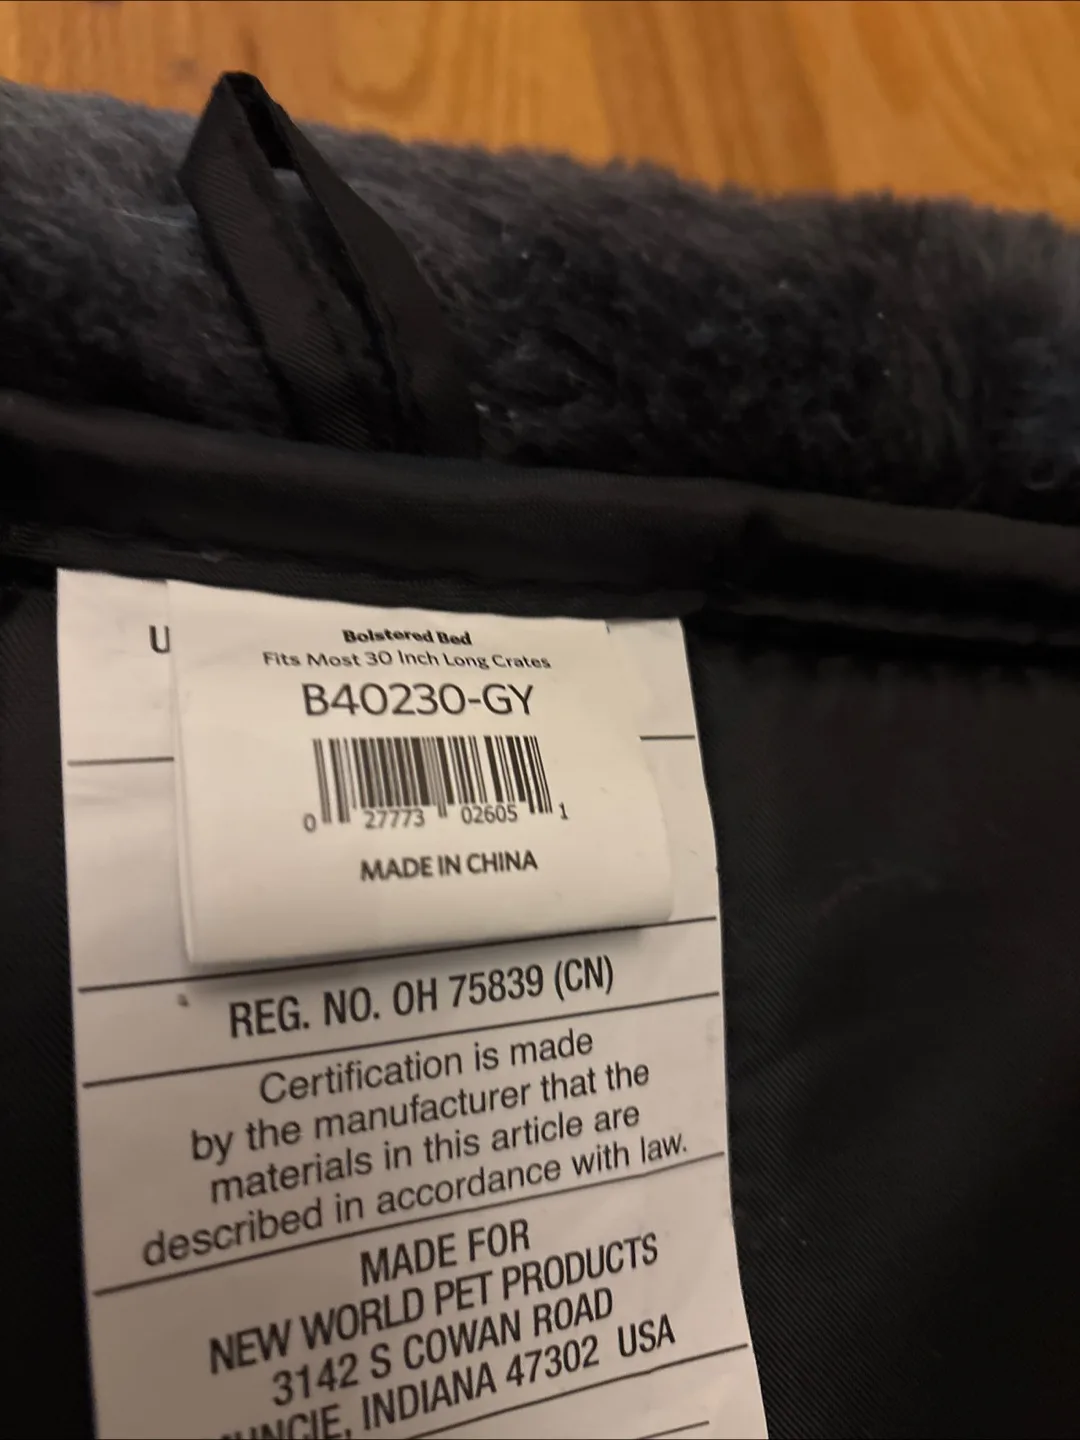 U
Bolstered Bed
Fits Most 30 Inch Long Crates
B40230-GY
0 27773 02605 1
MADE IN CHINA
REG. NO. OH 75839 (CN)
Certification is made
by the manufacturer that the
materials in this article are
described in accordance with law.
MADE FOR
NEW WORLD PET PRODUCTS
3142 S COWAN ROAD
INDIANA 47302 USA